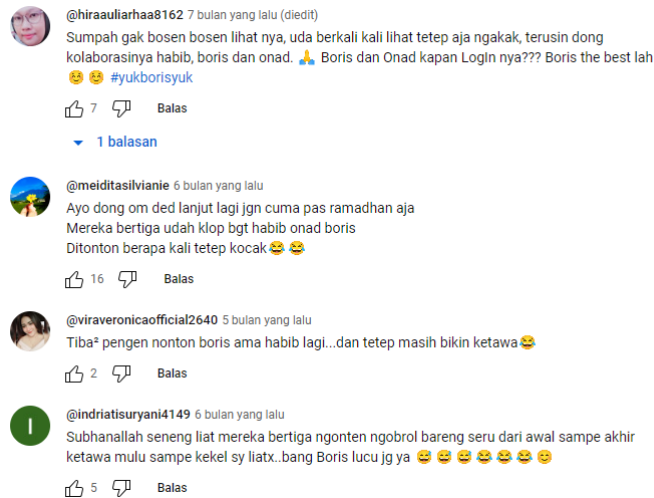 @hiraauliarhaa8162 7 bulan yang lalu (diedit)
Sumpah gak bosen bosen lihat nya, uda berkali kali lihat tetep aja ngakak, terusin dong
kolaborasinya habib, boris dan onad. 🙏 Boris dan Onad kapan LogIn nya??? Boris the best lah
☺️ ☺️ #yukborisyuk
7 Balas
1 balasan
@meiditasilvianie 6 bulan yang lalu
Ayo dong om ded lanjut lagi jgn cuma pas ramadhan aja
Mereka bertiga udah klop bgt habib onad boris
Ditonton berapa kali tetep kocak😂 😂
16 Balas
@viraveronicaofficial2640 5 bulan yang lalu
Tiba² pengen nonton boris ama habib lagi...dan tetep masih bikin ketawa😂
2 Balas
I
@indriatisuryani4149 6 bulan yang lalu
Subhanallah seneng liat mereka bertiga ngonten ngobrol bareng seru dari awal sampe akhir
ketawa mulu sampe kekel sy liatx..bang Boris lucu jg ya 😅 😅 😅 😂 😂 😂 😊
5 Balas